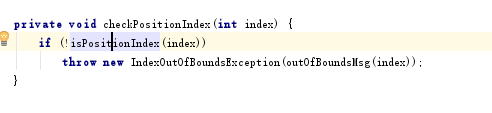 private void checkPositionIndex(int index) {
    if (!isPositionIndex(index))
        throw new IndexOutOfBoundsException(outOfBoundsMsg(index));
}